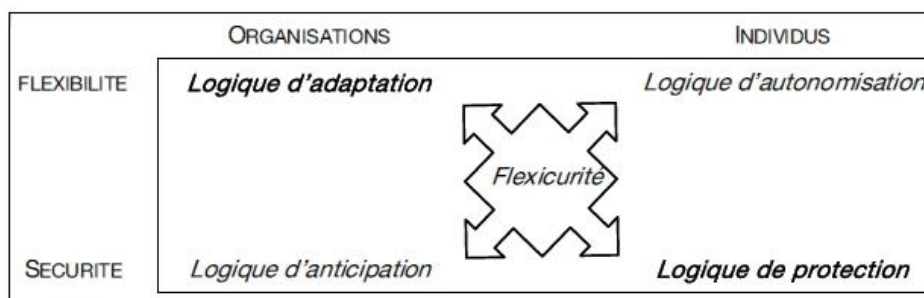 ORGANISATIONS INDIVIDUS
FLEXIBILITE Logique d'adaptation Logique d'autonomisation
Flexicurité
SECURITE Logique d'anticipation Logique de protection